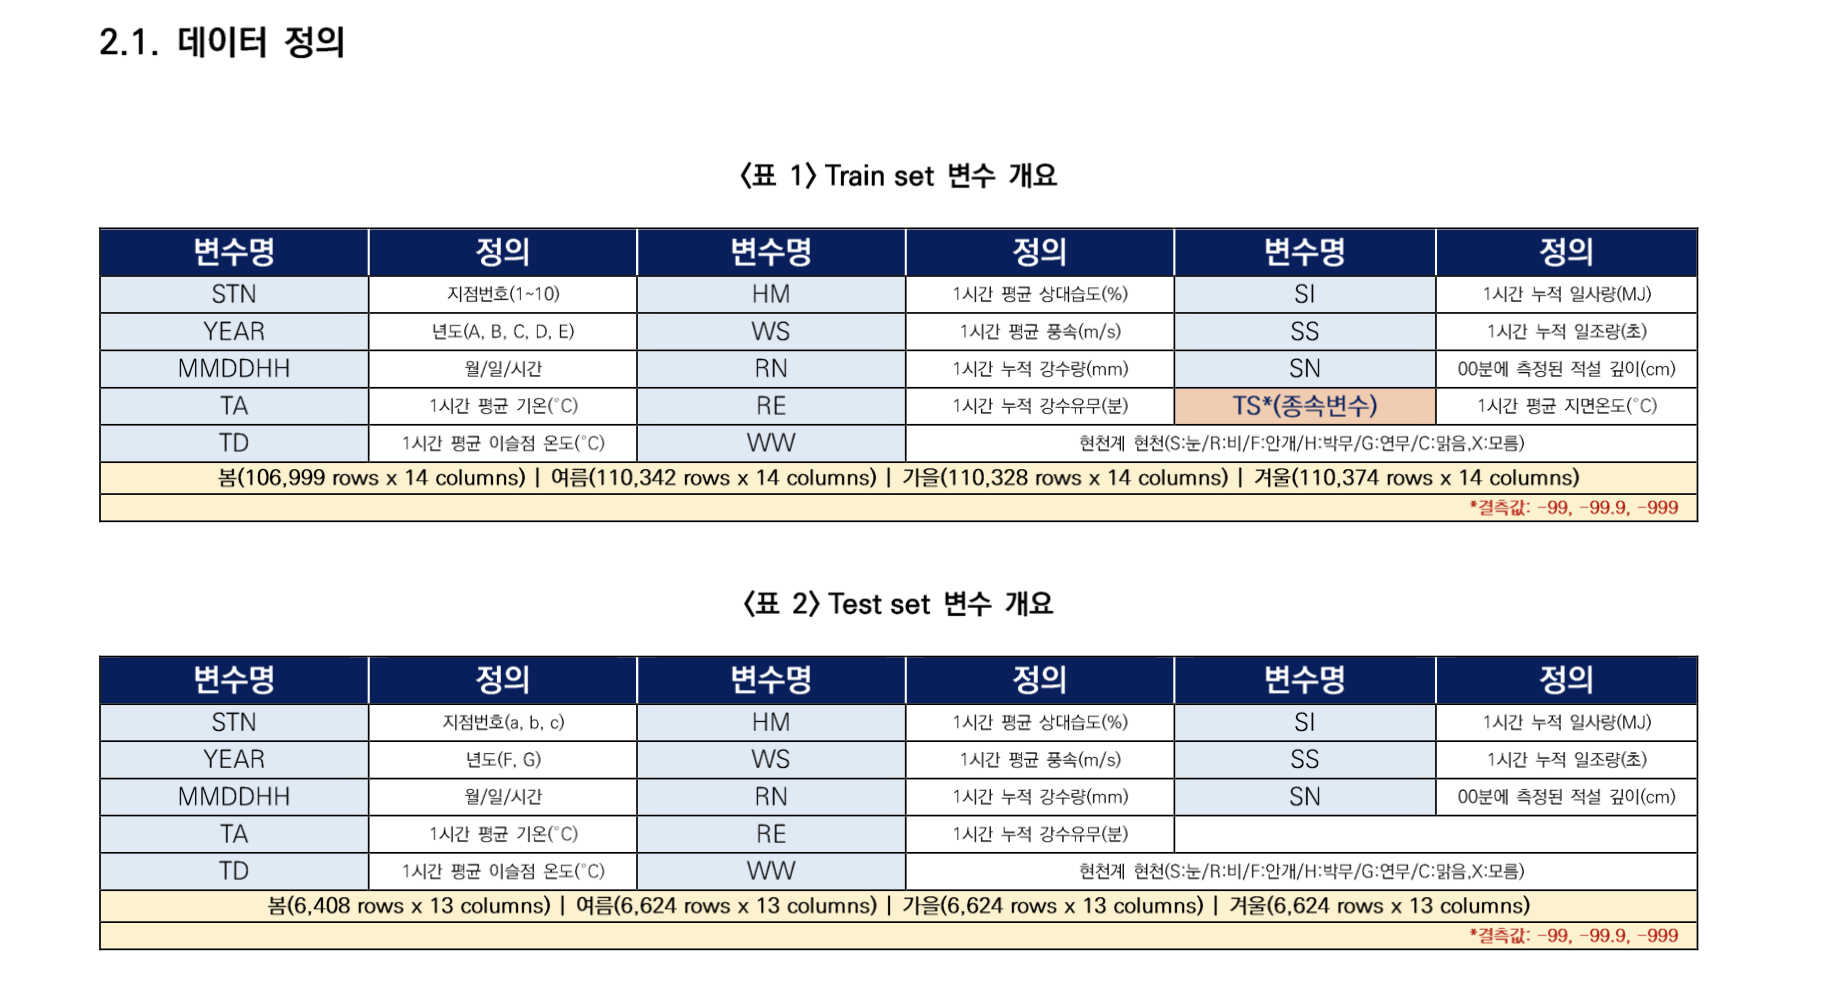 2.1. 데이터 정의
〈표 1〉 Train set 변수 개요
변수명 정의 변수명 정의 변수명 정의
STN 지점번호(1~10) HM 1시간 평균 상대습도(%) SI 1시간 누적 일사량(MJ)
YEAR 년도(A, B, C, D, E) WS 1시간 평균 풍속(m/s) SS 1시간 누적 일조량(초)
MMDDHH 월/일/시간 RN 1시간 누적 강수량(mm) SN 00분에 측정된 적설 깊이(cm)
TA 1시간 평균 기온(°C) RE 1시간 누적 강수유무(분) TS*(종속변수) 1시간 평균 지면온도(°C)
TD 1시간 평균 이슬점 온도(°C) WW 현천계 현천(S:눈/R:비/F:안개/H:박무/G:연무/C:맑음,X:모름)
봄(106,999 rows x 14 columns) | 여름(110,342 rows x 14 columns) | 가을(110,328 rows x 14 columns) | 겨울(110,374 rows x 14 columns)
*결측값: -99, -99.9, -999
〈표 2〉 Test set 변수 개요
변수명 정의 변수명 정의 변수명 정의
STN 지점번호(a, b, c) HM 1시간 평균 상대습도(%) SI 1시간 누적 일사량(MJ)
YEAR 년도(F, G) WS 1시간 평균 풍속(m/s) SS 1시간 누적 일조량(초)
MMDDHH 월/일/시간 RN 1시간 누적 강수량(mm) SN 00분에 측정된 적설 깊이(cm)
TA 1시간 평균 기온(°C) RE 1시간 누적 강수유무(분)
TD 1시간 평균 이슬점 온도(°C) WW 현천계 현천(S:눈/R:비/F:안개/H:박무/G:연무/C:맑음,X:모름)
봄(6,408 rows x 13 columns) | 여름(6,624 rows x 13 columns) | 가을(6,624 rows x 13 columns) | 겨울(6,624 rows x 13 columns)
*결측값: -99, -99.9, -999